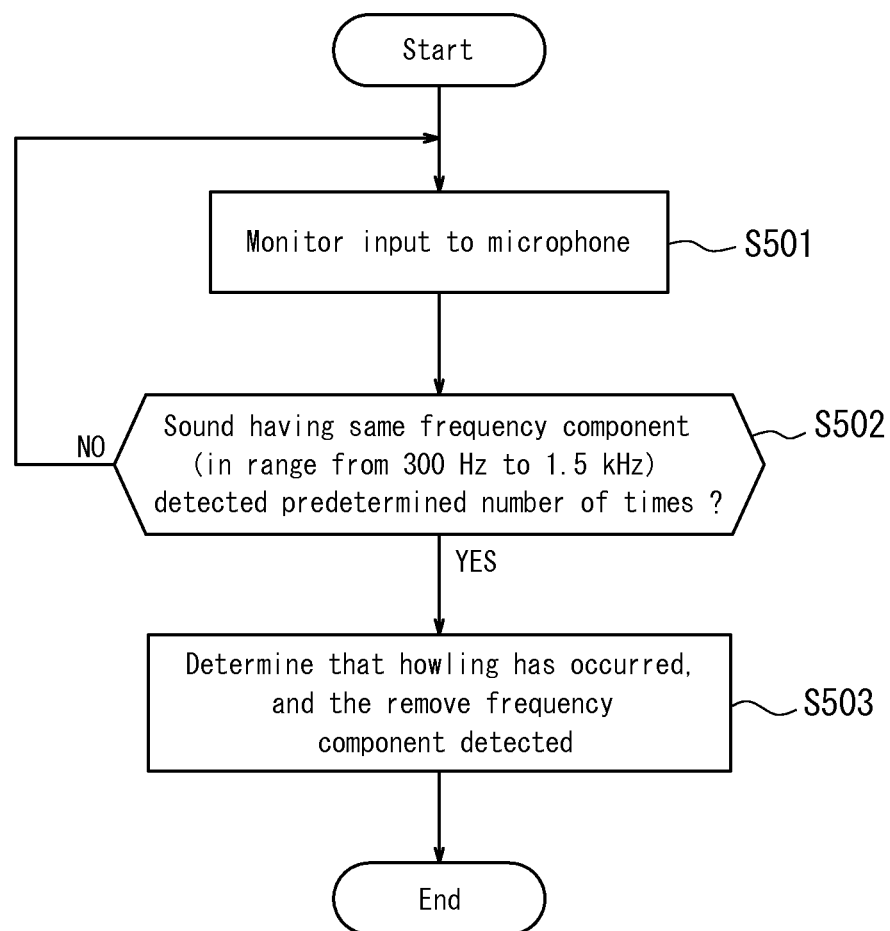 Start
Monitor input to microphone
S501
Sound having same frequency component
(in range from 300 Hz to 1.5 kHz)
detected predetermined number of times ?
S502
NO
YES
Determine that howling has occurred,
and the remove frequency
component detected
S503
End